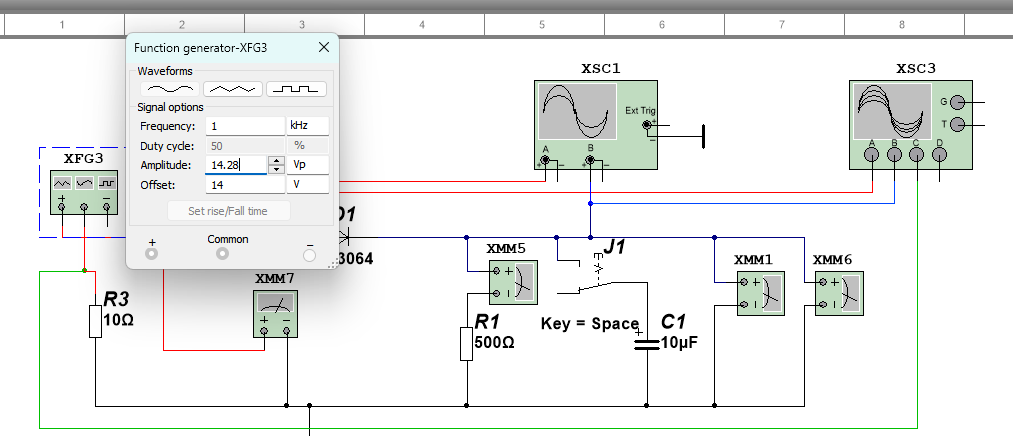 1 2 3 4 5 6 7 8
Function generator-XFG3
Waveforms
Signal options
Frequency: 1 kHz
Duty cycle: 50 %
Amplitude: 14.28 Vp
Offset: 14 V
Set rise/Fall time
+ Common −
XFG3
+
XSC1
Ext Trig
+
−
A B
+ − + −
XSC3
G
T
A B C D
D1
3064
XMM7
+ −
R3
10Ω
XMM5
+
−
R1
500Ω
J1
Key = Space
+
C1
10µF
XMM1
+
−
XMM6
+
−